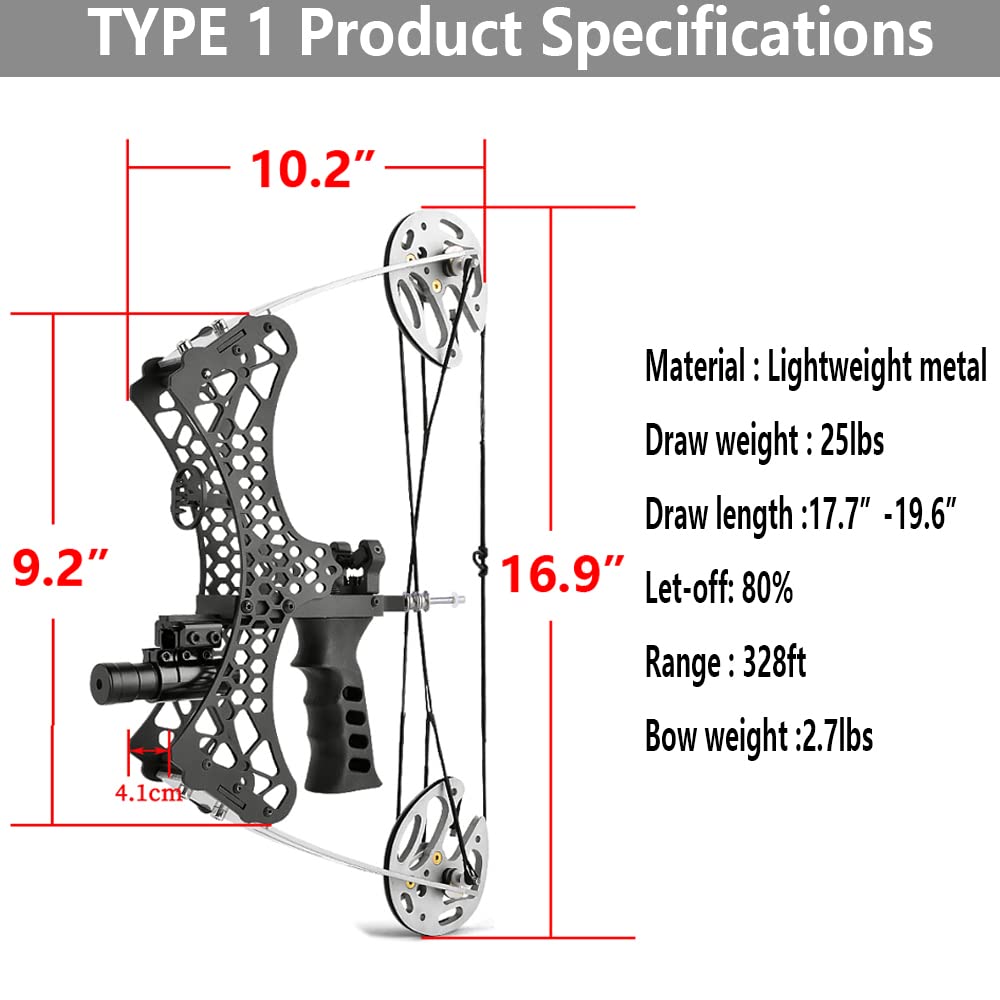 TYPE 1 Product Specifications
10.2”
9.2”
16.9”
4.1cm
Material : Lightweight metal
Draw weight : 25lbs
Draw length :17.7” -19.6”
Let-off: 80%
Range : 328ft
Bow weight :2.7lbs